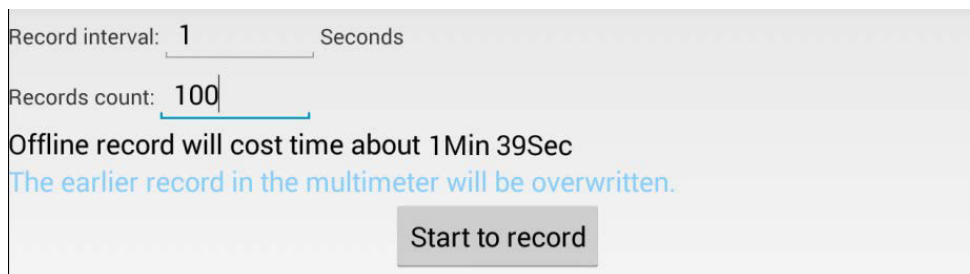 Record interval: 1 Seconds
Records count: 100
Offline record will cost time about 1Min 39Sec
The earlier record in the multimeter will be overwritten.
Start to record